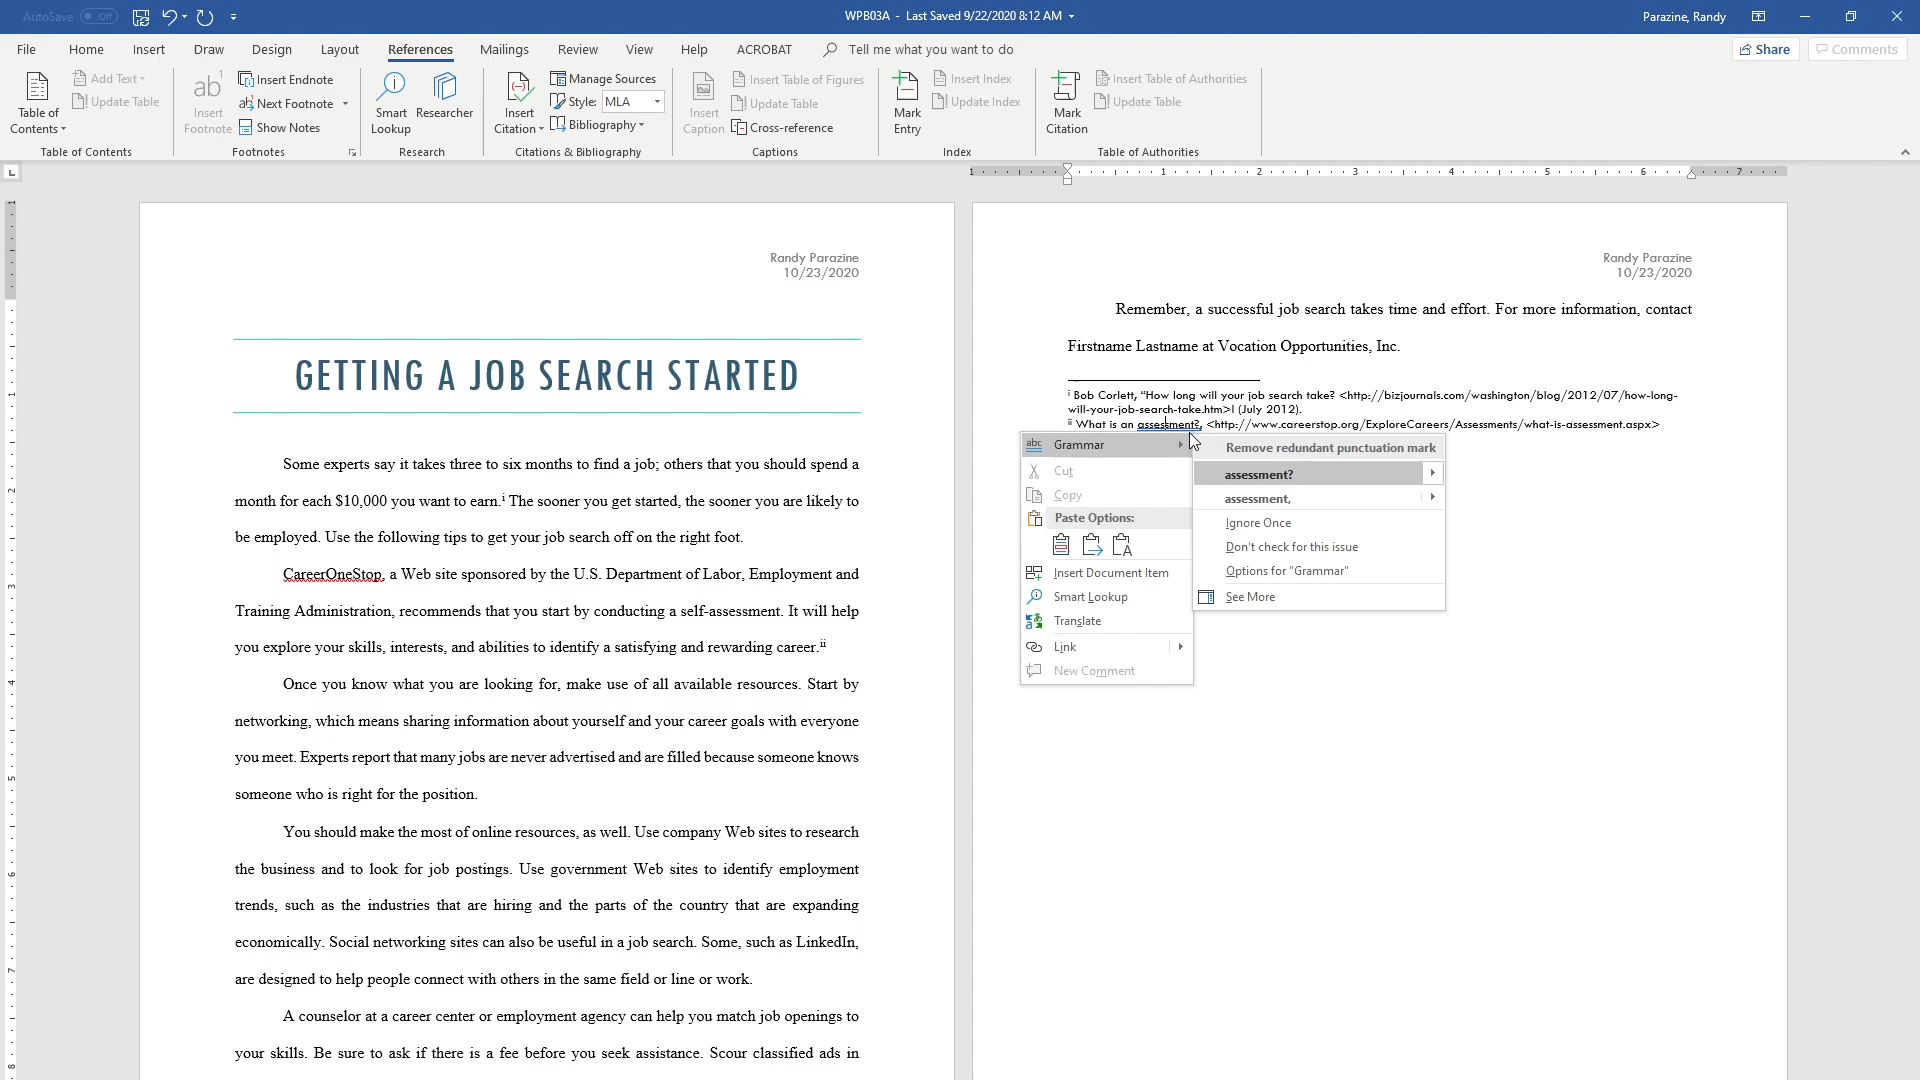 AutoSave Off
WPB03A - Last Saved 9/22/2020 8:12 AM
Parazine, Randy
File Home Insert Draw Design Layout References Mailings Review View Help ACROBAT Tell me what you want to do
Share Comments
Table of Contents
Add Text
Update Table
Table of Contents
ab Insert Footnote
Insert Endnote
Next Footnote
Show Notes
Footnotes
Smart Lookup
Researcher
Research
Insert Citation
Manage Sources
Style: MLA
Bibliography
Citations & Bibliography
Insert Caption
Insert Table of Figures
Update Table
Cross-reference
Captions
Mark Entry
Insert Index
Update Index
Index
Mark Citation
Insert Table of Authorities
Update Table
Table of Authorities
1 1 2 3 4 5 6 7
1 1 2 3 4 5 6 7 8
Randy Parazine
10/23/2020
GETTING A JOB SEARCH STARTED
Some experts say it takes three to six months to find a job; others that you should spend a
month for each $10,000 you want to earn.i The sooner you get started, the sooner you are likely to
be employed. Use the following tips to get your job search off on the right foot.
CareerOneStop, a Web site sponsored by the U.S. Department of Labor, Employment and
Training Administration, recommends that you start by conducting a self-assessment. It will help
you explore your skills, interests, and abilities to identify a satisfying and rewarding career.ii
Once you know what you are looking for, make use of all available resources. Start by
networking, which means sharing information about yourself and your career goals with everyone
you meet. Experts report that many jobs are never advertised and are filled because someone knows
someone who is right for the position.
You should make the most of online resources, as well. Use company Web sites to research
the business and to look for job postings. Use government Web sites to identify employment
trends, such as the industries that are hiring and the parts of the country that are expanding
economically. Social networking sites can also be useful in a job search. Some, such as LinkedIn,
are designed to help people connect with others in the same field or line or work.
A counselor at a career center or employment agency can help you match job openings to
your skills. Be sure to ask if there is a fee before you seek assistance. Scour classified ads in
Randy Parazine
10/23/2020
Remember, a successful job search takes time and effort. For more information, contact
Firstname Lastname at Vocation Opportunities, Inc.
i Bob Corlett, “How long will your job search take? <http://bizjournals.com/washington/blog/2012/07/how-long-
will-your-job-search-take.htm>l (July 2012).
ii What is an assessment?, <http://www.careerstop.org/ExploreCareers/Assessments/what-is-assessment.aspx>
abc Grammar
Cut
Copy
Paste Options:
Insert Document Item
Smart Lookup
Translate
Link
New Comment
Remove redundant punctuation mark
assessment?
assessment,
Ignore Once
Don't check for this issue
Options for "Grammar"
See More